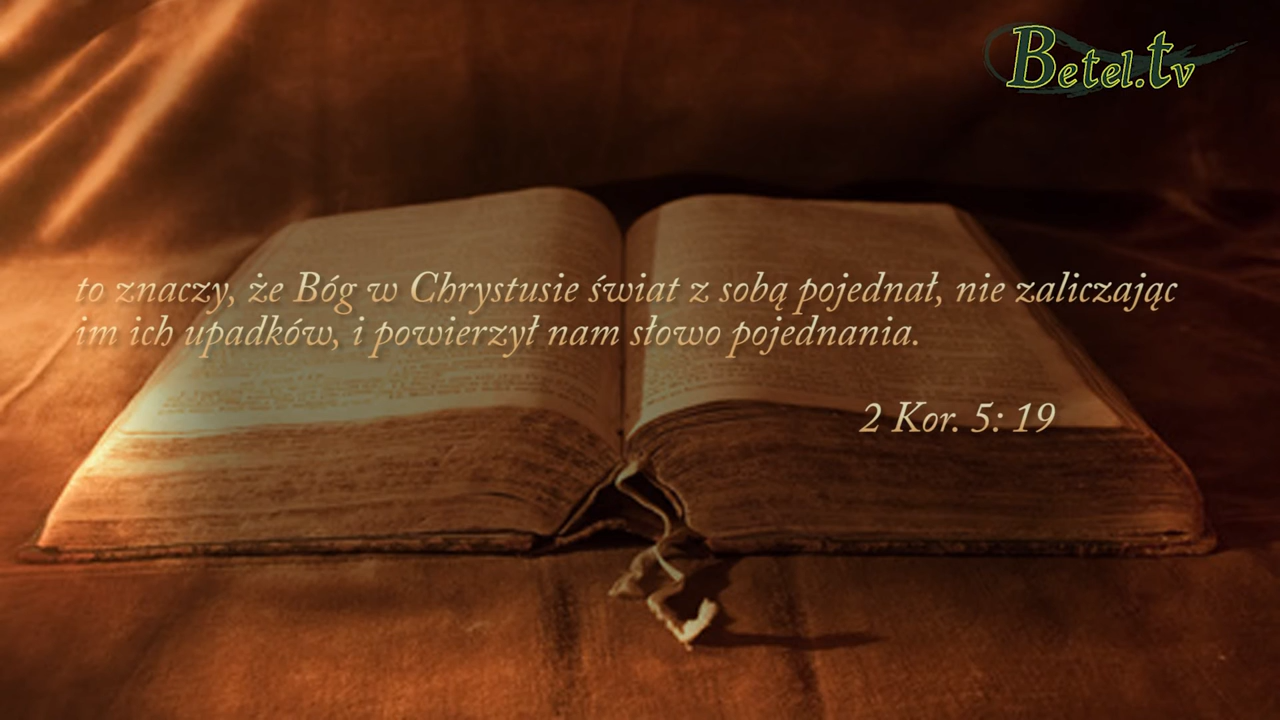 Betel.tv
to znaczy, że Bóg w Chrystusie świat z sobą pojednał, nie zaliczając
im ich upadków, i powierzył nam słowo pojednania.
2 Kor. 5: 19